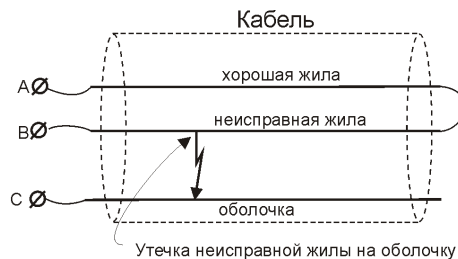 Кабель
A хорошая жила
B неисправная жила
C оболочка
Утечка неисправной жилы на оболочку